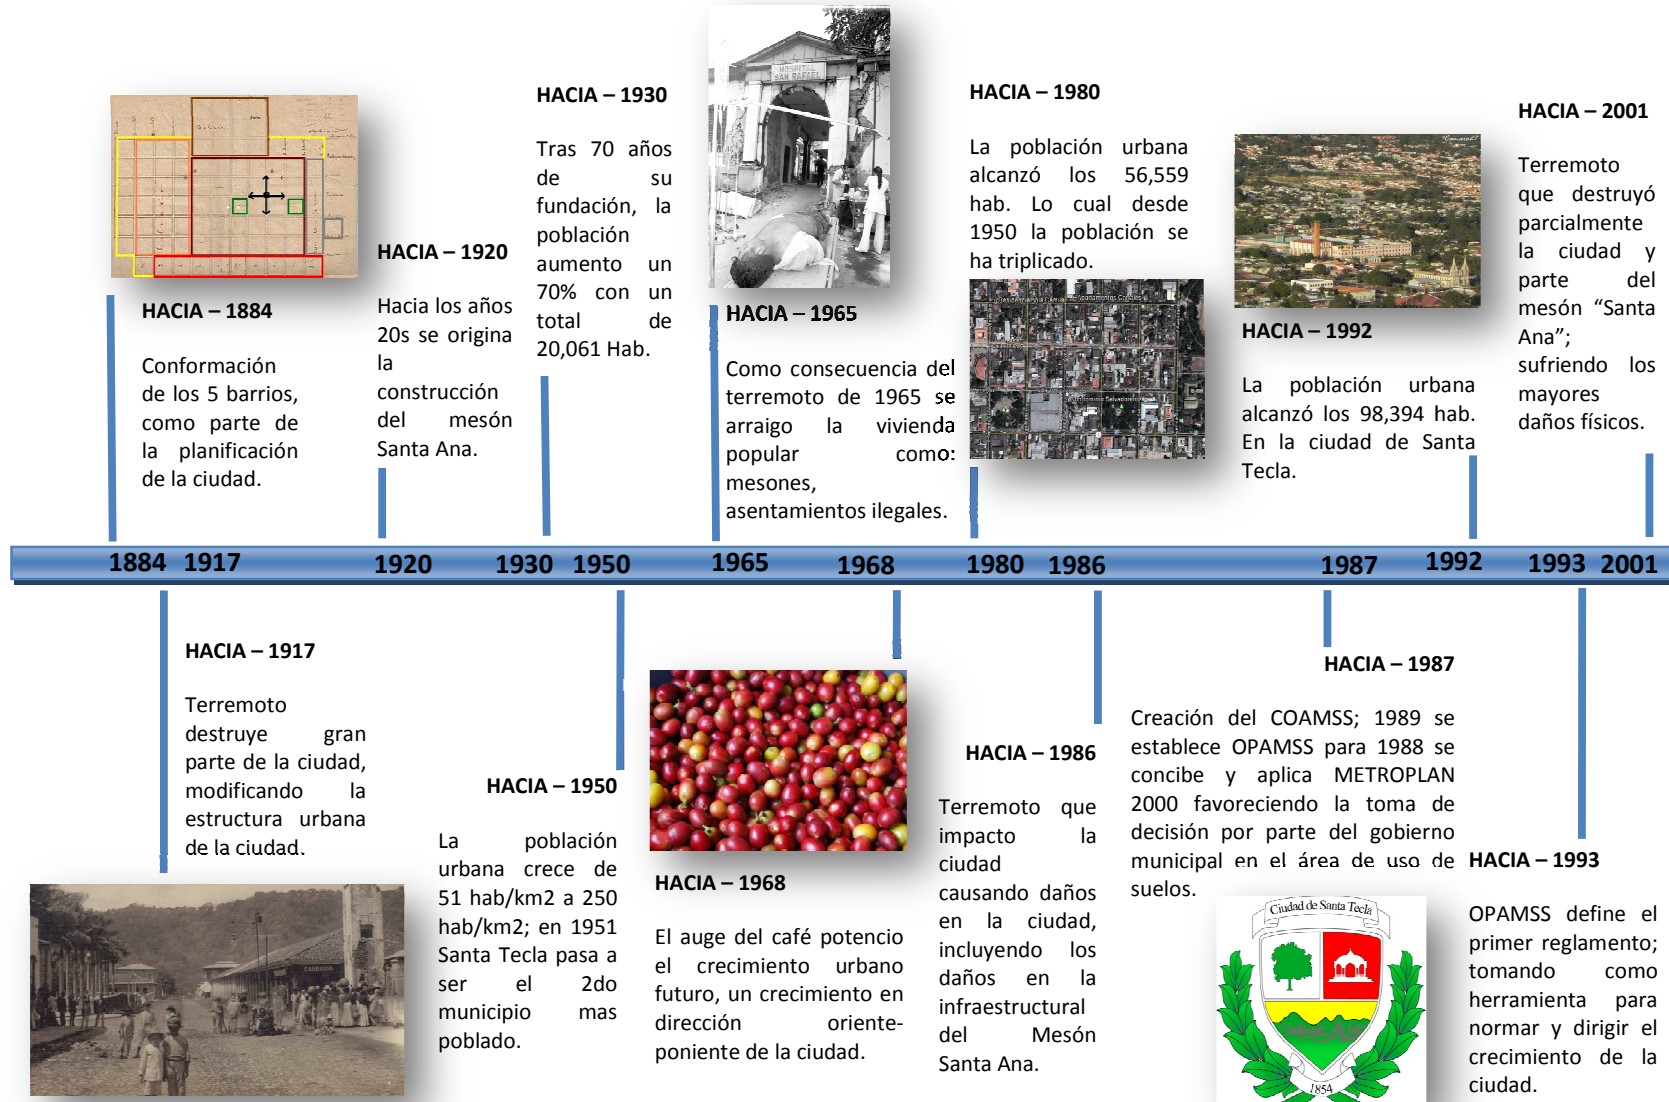 HACIA – 1884
Conformación
de los 5 barrios,
como parte de
la planificación
de la ciudad.
HACIA – 1920
Hacia los años
20s se origina
la
construcción
del mesón
Santa Ana.
HACIA – 1930
Tras 70 años
de su
fundación, la
población
aumento un
70% con un
total de
20,061 Hab.
HOSPITAL
SAN RAFAEL
HACIA – 1965
Como consecuencia del
terremoto de 1965 se
arraigo la vivienda
popular como:
mesones,
asentamientos ilegales.
HACIA – 1980
La población urbana
alcanzó los 56,559
hab. Lo cual desde
1950 la población se
ha triplicado.
HACIA – 1992
La población urbana
alcanzó los 98,394 hab.
En la ciudad de Santa
Tecla.
HACIA – 2001
Terremoto
que destruyó
parcialmente
la ciudad y
parte del
mesón “Santa
Ana”;
sufriendo los
mayores
daños físicos.
1884 1917 1920 1930 1950 1965 1968 1980 1986 1987 1992 1993 2001
HACIA – 1917
Terremoto
destruye gran
parte de la ciudad,
modificando la
estructura urbana
de la ciudad.
FARMACIA
HACIA – 1950
La población
urbana crece de
51 hab/km2 a 250
hab/km2; en 1951
Santa Tecla pasa a
ser el 2do
municipio mas
poblado.
HACIA – 1968
El auge del café potencio
el crecimiento urbano
futuro, un crecimiento en
dirección oriente-
poniente de la ciudad.
HACIA – 1986
Terremoto que
impacto la
ciudad
causando daños
en la ciudad,
incluyendo los
daños en la
infraestructural
del Mesón
Santa Ana.
HACIA – 1987
Creación del COAMSS; 1989 se
establece OPAMSS para 1988 se
concibe y aplica METROPLAN
2000 favoreciendo la toma de
decisión por parte del gobierno
municipal en el área de uso de
suelos.
Ciudad de Santa Tecla
1854
HACIA – 1993
OPAMSS define el
primer reglamento;
tomando como
herramienta para
normar y dirigir el
crecimiento de la
ciudad.